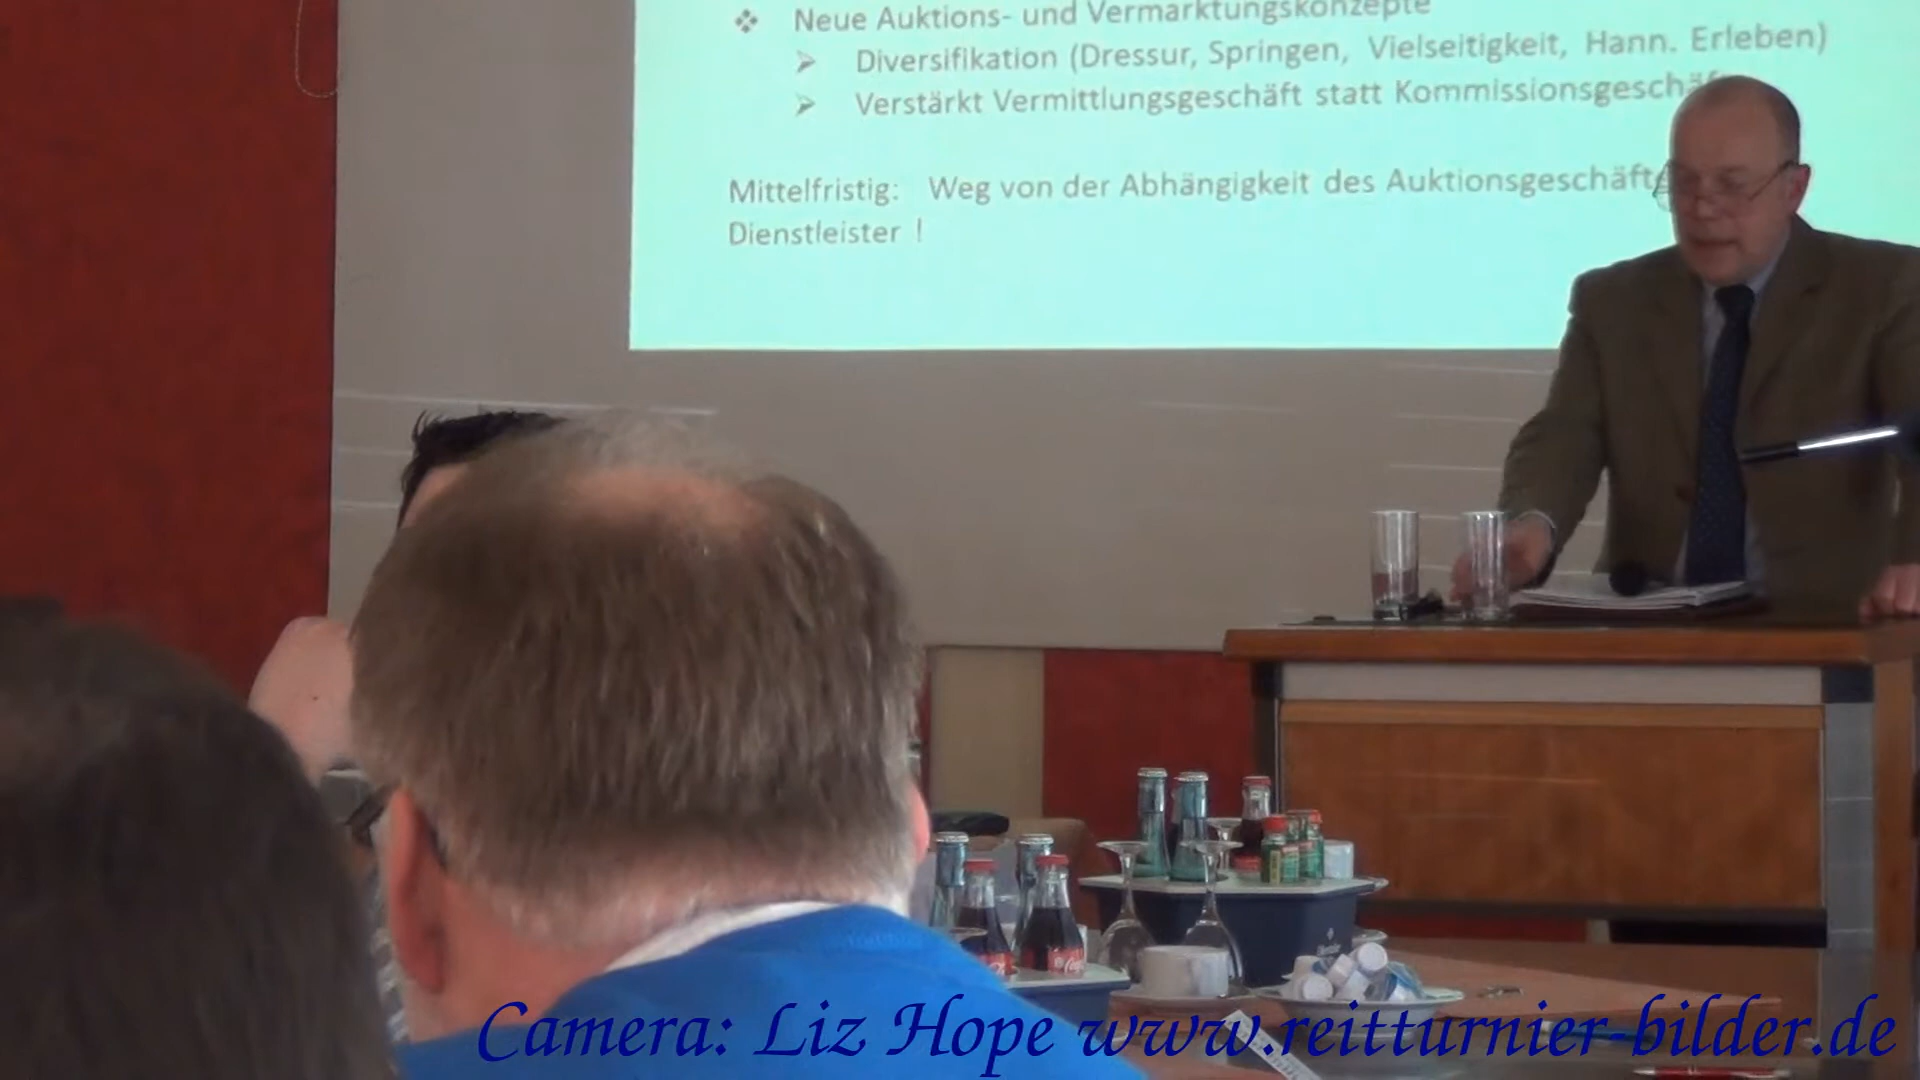 ❖ Neue Auktions- und Vermarktungskonzepte
➢ Diversifikation (Dressur, Springen, Vielseitigkeit, Hann. Erleben)
➢ Verstärkt Vermittlungsgeschäft statt Kommissionsgeschäft
Mittelfristig: Weg von der Abhängigkeit des Auktionsgeschäft
Dienstleister !
Camera: Liz Hope www.reitturnier-bilder.de